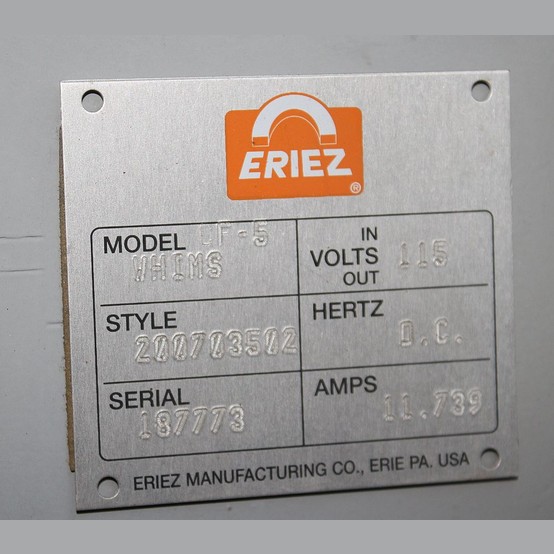 ERIEZ
®
MODEL CF-5
WHIMS
IN
VOLTS 115
OUT
STYLE
200703502
HERTZ
D.C.
SERIAL
187773
AMPS
11.739
ERIEZ MANUFACTURING CO., ERIE PA. USA